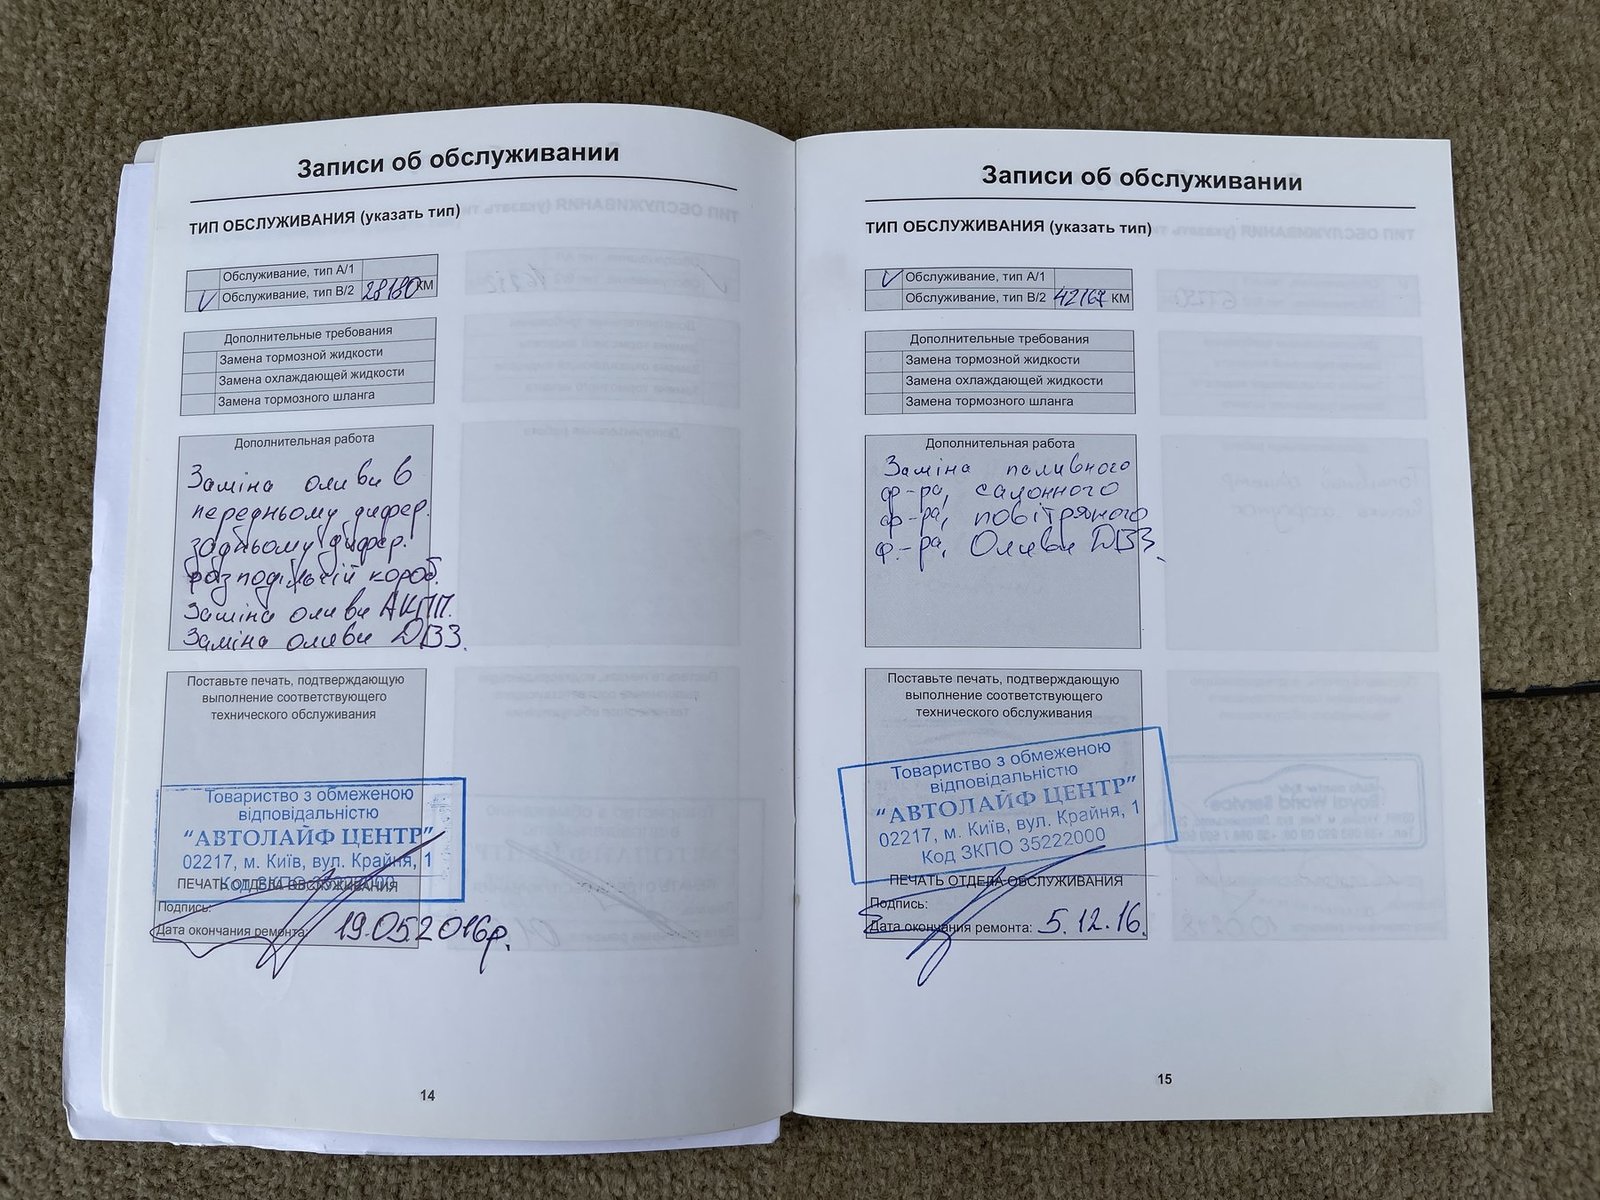 Записи об обслуживании
ТИП ОБСЛУЖИВАНИЯ (указать тип)
Обслуживание, тип А/1
V Обслуживание, тип В/2 28180 КМ
Дополнительные требования
Замена тормозной жидкости
Замена охлаждающей жидкости
Замена тормозного шланга
Дополнительная работа
Заміна оливи в
передньому дифер.
задньому дифер.
розподільчій короб.
Заміна оливи АКПП.
Заміна оливи ДВЗ.
Поставьте печать, подтверждающую
выполнение соответствующего
технического обслуживания
Товариство з обмеженою
відповідальністю
“АВТОЛАЙФ ЦЕНТР”
02217, м. Київ, вул. Крайня, 1
Код ЗКПО 35222000
ПЕЧАТЬ ОТДЕЛА ОБСЛУЖИВАНИЯ
Подпись:
Дата окончания ремонта: 19.05.2016р.
14
Записи об обслуживании
ТИП ОБСЛУЖИВАНИЯ (указать тип)
V Обслуживание, тип А/1
Обслуживание, тип В/2 42167 КМ
Дополнительные требования
Замена тормозной жидкости
Замена охлаждающей жидкости
Замена тормозного шланга
Дополнительная работа
Заміна паливного
ф-ра, салонного
ф-ра, повітряного
ф.-ра, Оливи ДВЗ.
Поставьте печать, подтверждающую
выполнение соответствующего
технического обслуживания
Товариство з обмеженою
відповідальністю
“АВТОЛАЙФ ЦЕНТР”
02217, м. Київ, вул. Крайня, 1
Код ЗКПО 35222000
ПЕЧАТЬ ОТДЕЛА ОБСЛУЖИВАНИЯ
Подпись:
Дата окончания ремонта: 5.12.16.
15